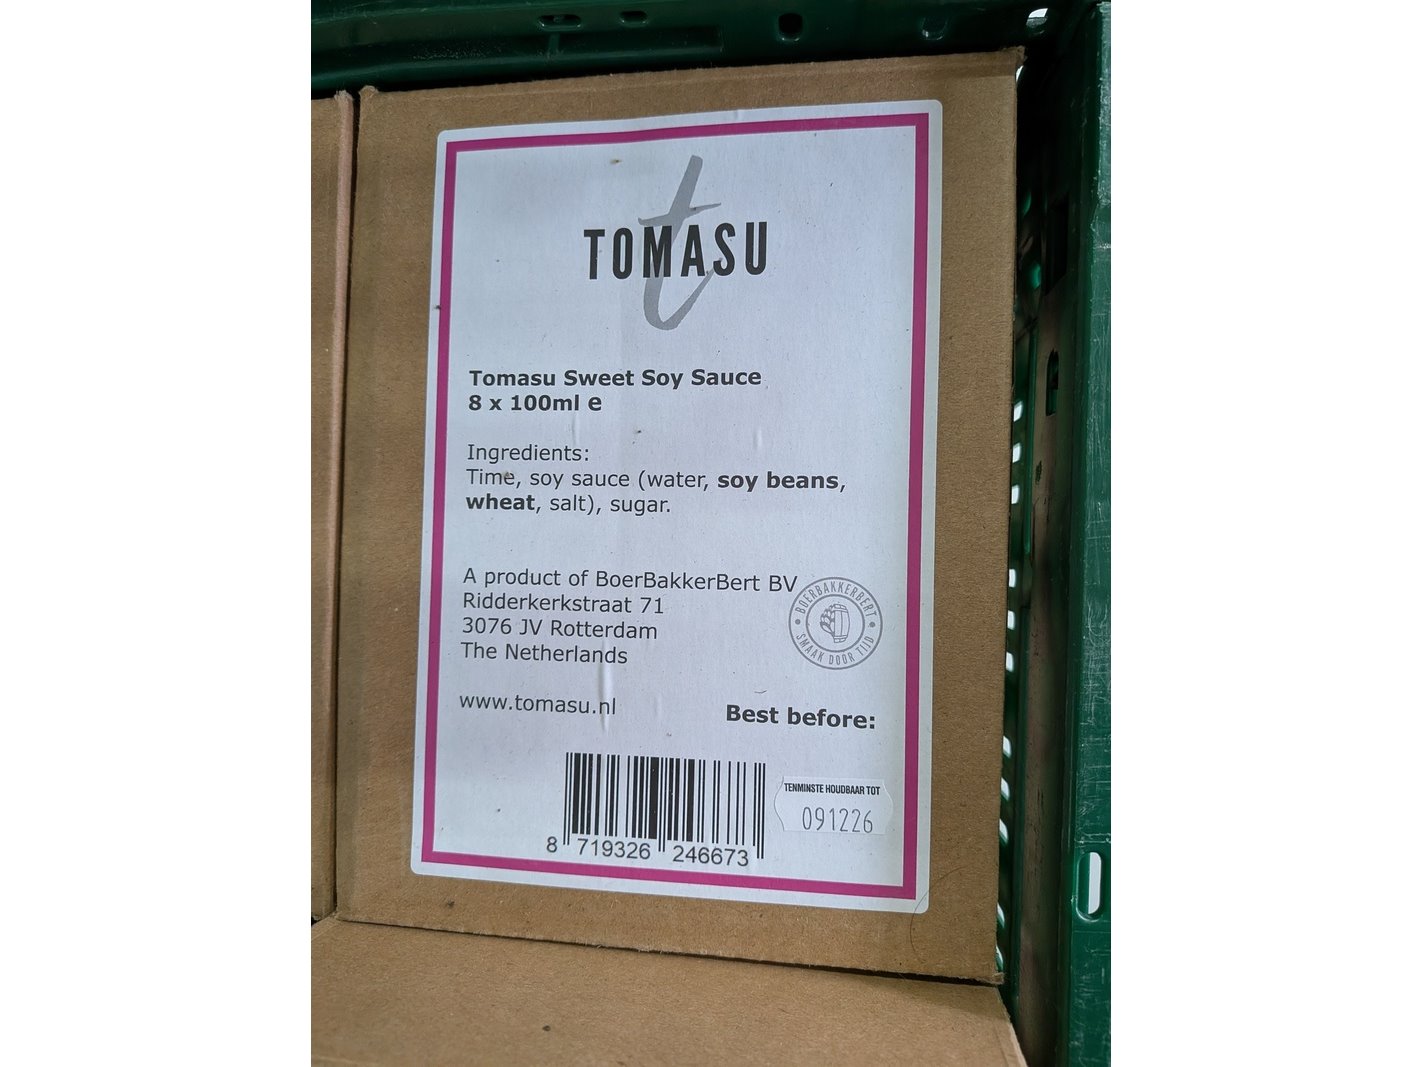 t
TOMASU
Tomasu Sweet Soy Sauce
8 x 100ml e
Ingredients:
Time, soy sauce (water, soy beans,
wheat, salt), sugar.
A product of BoerBakkerBert BV
Ridderkerkstraat 71
3076 JV Rotterdam
The Netherlands
BOERBAKKERBERT
SMAAK DOOR TIJD
www.tomasu.nl
Best before:
TENMINSTE HOUDBAAR TOT
091226
8 719326 246673